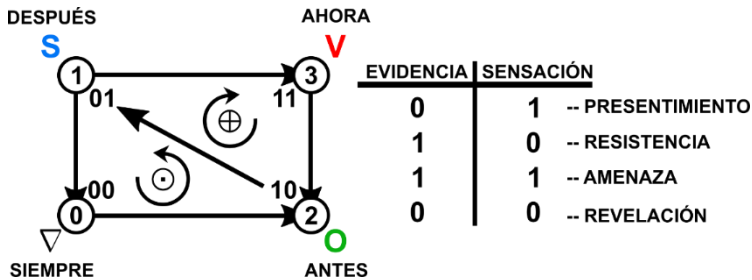 DESPUÉS AHORA
S V
1 3
01 11
⊕
⊙
00 10
0 2
▽ O
SIEMPRE ANTES
EVIDENCIA SENSACIÓN
0 1 -- PRESENTIMIENTO
1 0 -- RESISTENCIA
1 1 -- AMENAZA
0 0 -- REVELACIÓN